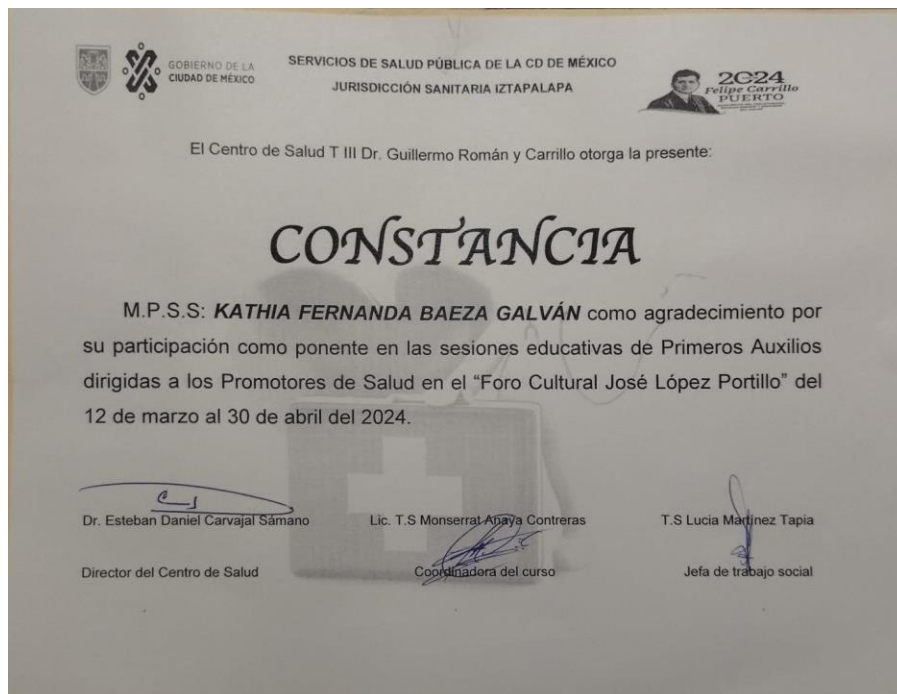 GOBIERNO DE LA
CIUDAD DE MÉXICO
SERVICIOS DE SALUD PÚBLICA DE LA CD DE MÉXICO
JURISDICCIÓN SANITARIA IZTAPALAPA
2024
Felipe Carrillo
PUERTO
El Centro de Salud T III Dr. Guillermo Román y Carrillo otorga la presente:
CONSTANCIA
M.P.S.S: KATHIA FERNANDA BAEZA GALVÁN como agradecimiento por
su participación como ponente en las sesiones educativas de Primeros Auxilios
dirigidas a los Promotores de Salud en el “Foro Cultural José López Portillo” del
12 de marzo al 30 de abril del 2024.
Dr. Esteban Daniel Carvajal Sámano
Lic. T.S Monserrat Anaya Contreras
T.S Lucia Martínez Tapia
Director del Centro de Salud
Coordinadora del curso
Jefa de trabajo social